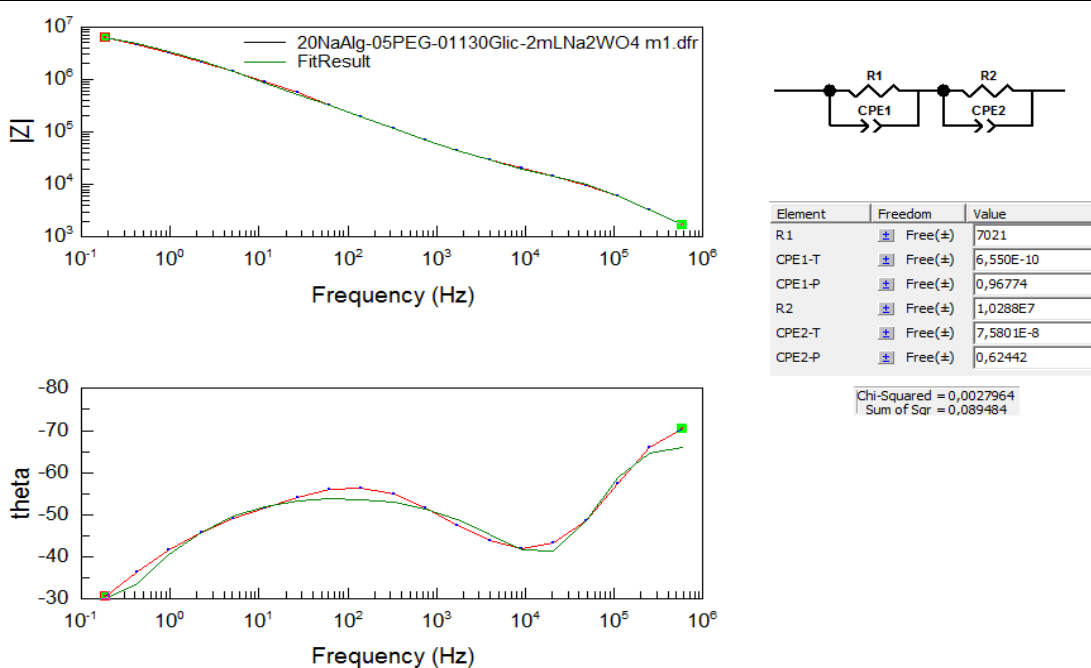 10^7
20NaAlg-05PEG-01130Glic-2mLNa2WO4 m1.dfr
FitResult
10^6
|Z|
10^5
10^4
10^3
10^-1 10^0 10^1 10^2 10^3 10^4 10^5 10^6
Frequency (Hz)
R1 R2
CPE1 CPE2
Element Freedom Value
R1 ± Free(±) 7021
CPE1-T ± Free(±) 6,550E-10
CPE1-P ± Free(±) 0,96774
R2 ± Free(±) 1,0288E7
CPE2-T ± Free(±) 7,5801E-8
CPE2-P ± Free(±) 0,62442
Chi-Squared = 0,0027964
Sum of Sqr = 0,089484
-80
-70
-60
theta
-50
-40
-30
10^-1 10^0 10^1 10^2 10^3 10^4 10^5 10^6
Frequency (Hz)